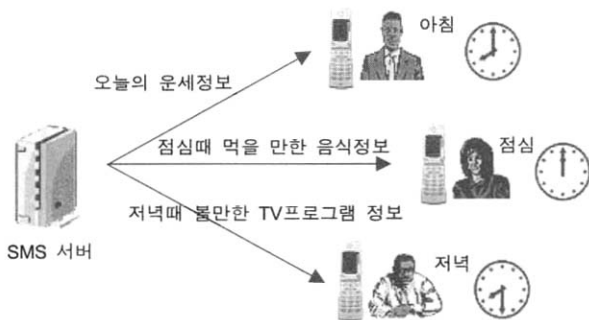 아침
오늘의 운세정보
점심때 먹을 만한 음식정보
점심
저녁때 볼만한 TV프로그램 정보
SMS 서버
저녁